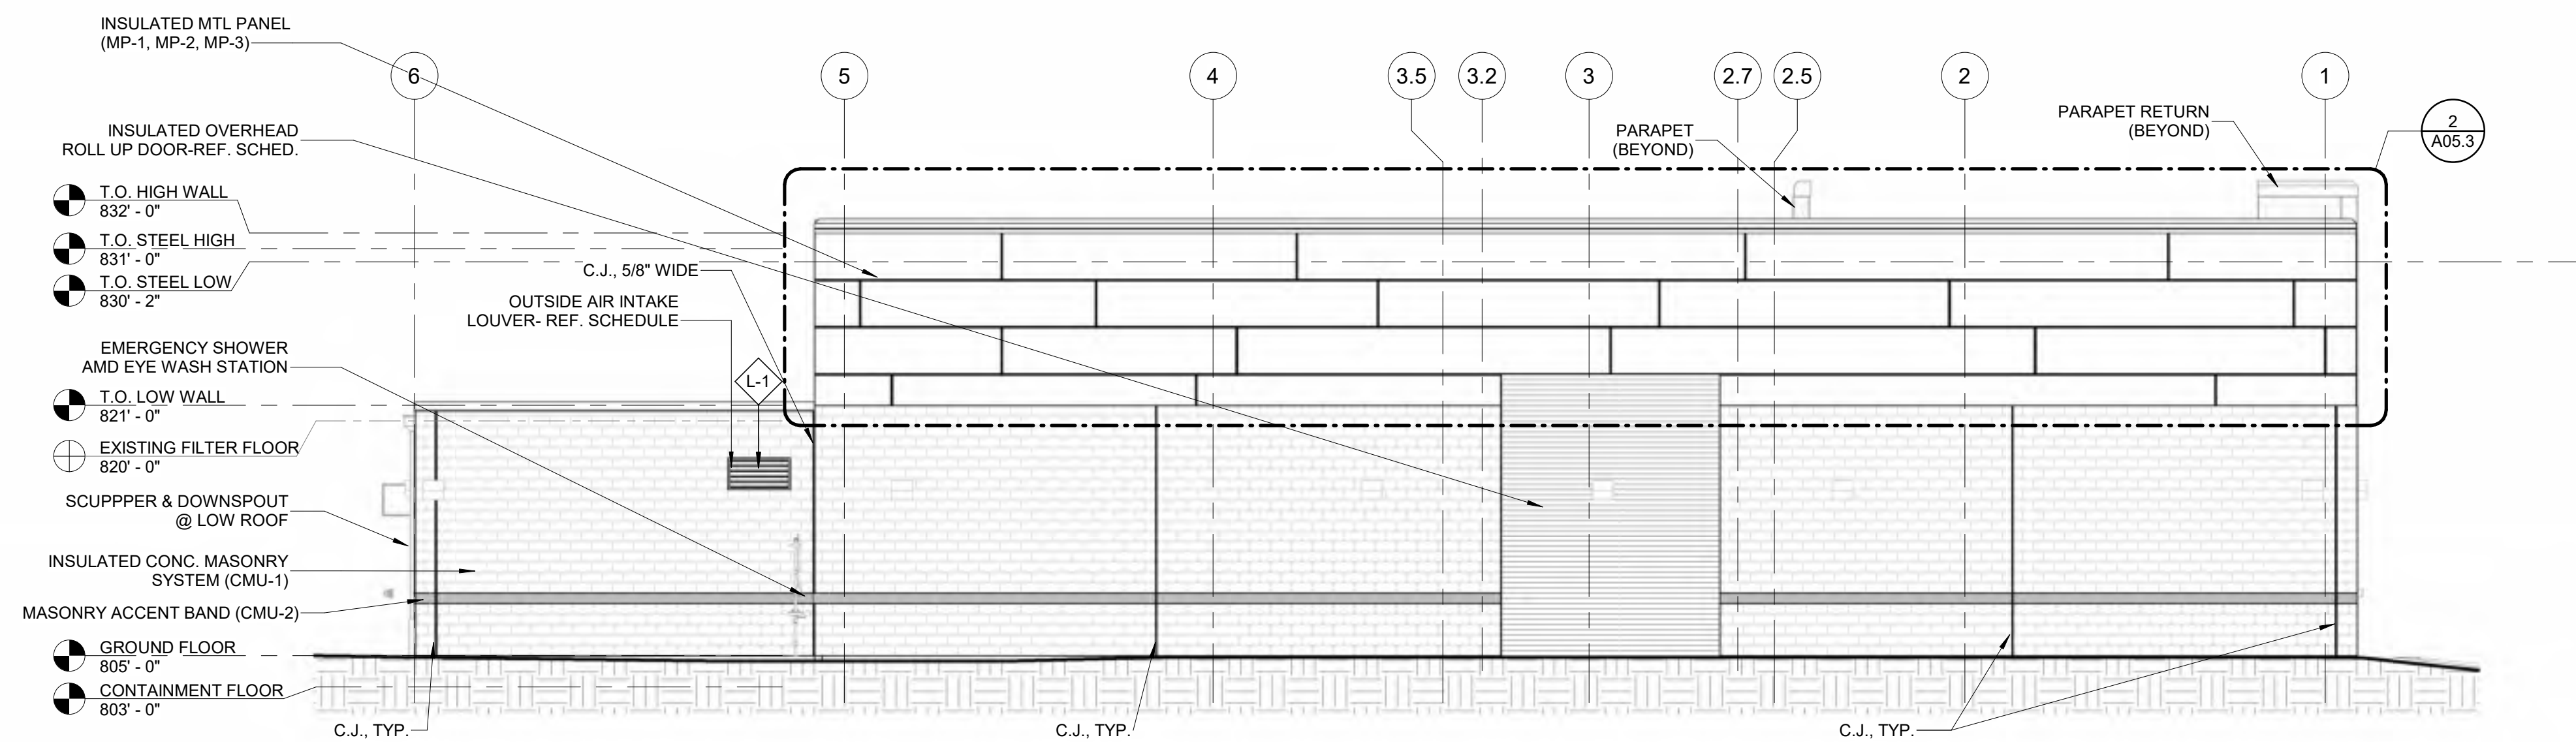 INSULATED MTL PANEL
(MP-1, MP-2, MP-3)
6
5
4
3.5
3.2
3
2.7
2.5
2
1
PARAPET RETURN
(BEYOND)
2
A05.3
INSULATED OVERHEAD
ROLL UP DOOR-REF. SCHED.
PARAPET
(BEYOND)
T.O. HIGH WALL
832' - 0"
T.O. STEEL HIGH
831' - 0"
T.O. STEEL LOW
830' - 2"
C.J., 5/8" WIDE
OUTSIDE AIR INTAKE
LOUVER- REF. SCHEDULE
EMERGENCY SHOWER
AMD EYE WASH STATION
L-1
T.O. LOW WALL
821' - 0"
EXISTING FILTER FLOOR
820' - 0"
SCUPPPER & DOWNSPOUT
@ LOW ROOF
INSULATED CONC. MASONRY
SYSTEM (CMU-1)
MASONRY ACCENT BAND (CMU-2)
GROUND FLOOR
805' - 0"
CONTAINMENT FLOOR
803' - 0"
C.J., TYP.
C.J., TYP.
C.J., TYP.